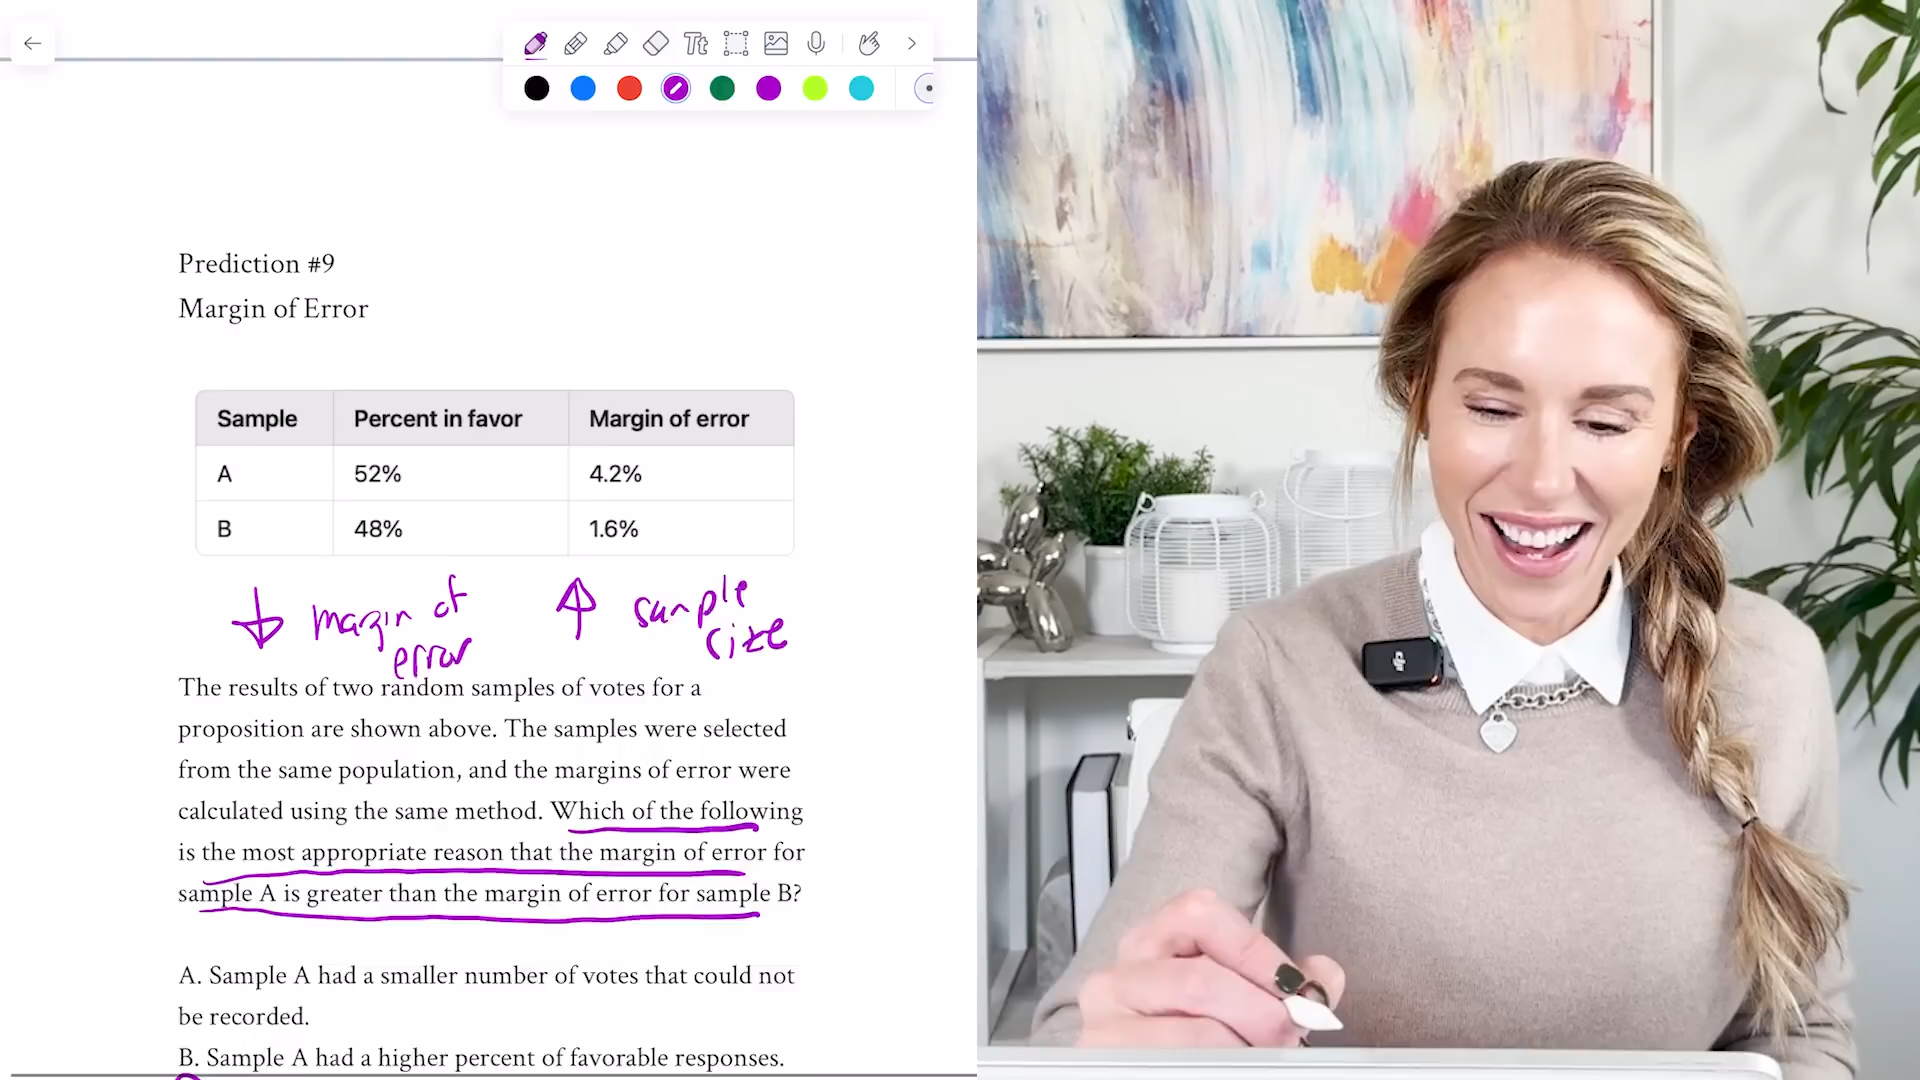 Tt
Prediction #9
Margin of Error
Sample Percent in favor Margin of error
A 52% 4.2%
B 48% 1.6%
margin of
error
sample
size
The results of two random samples of votes for a
proposition are shown above. The samples were selected
from the same population, and the margins of error were
calculated using the same method. Which of the following
is the most appropriate reason that the margin of error for
sample A is greater than the margin of error for sample B?
A. Sample A had a smaller number of votes that could not
be recorded.
B. Sample A had a higher percent of favorable responses.
dji